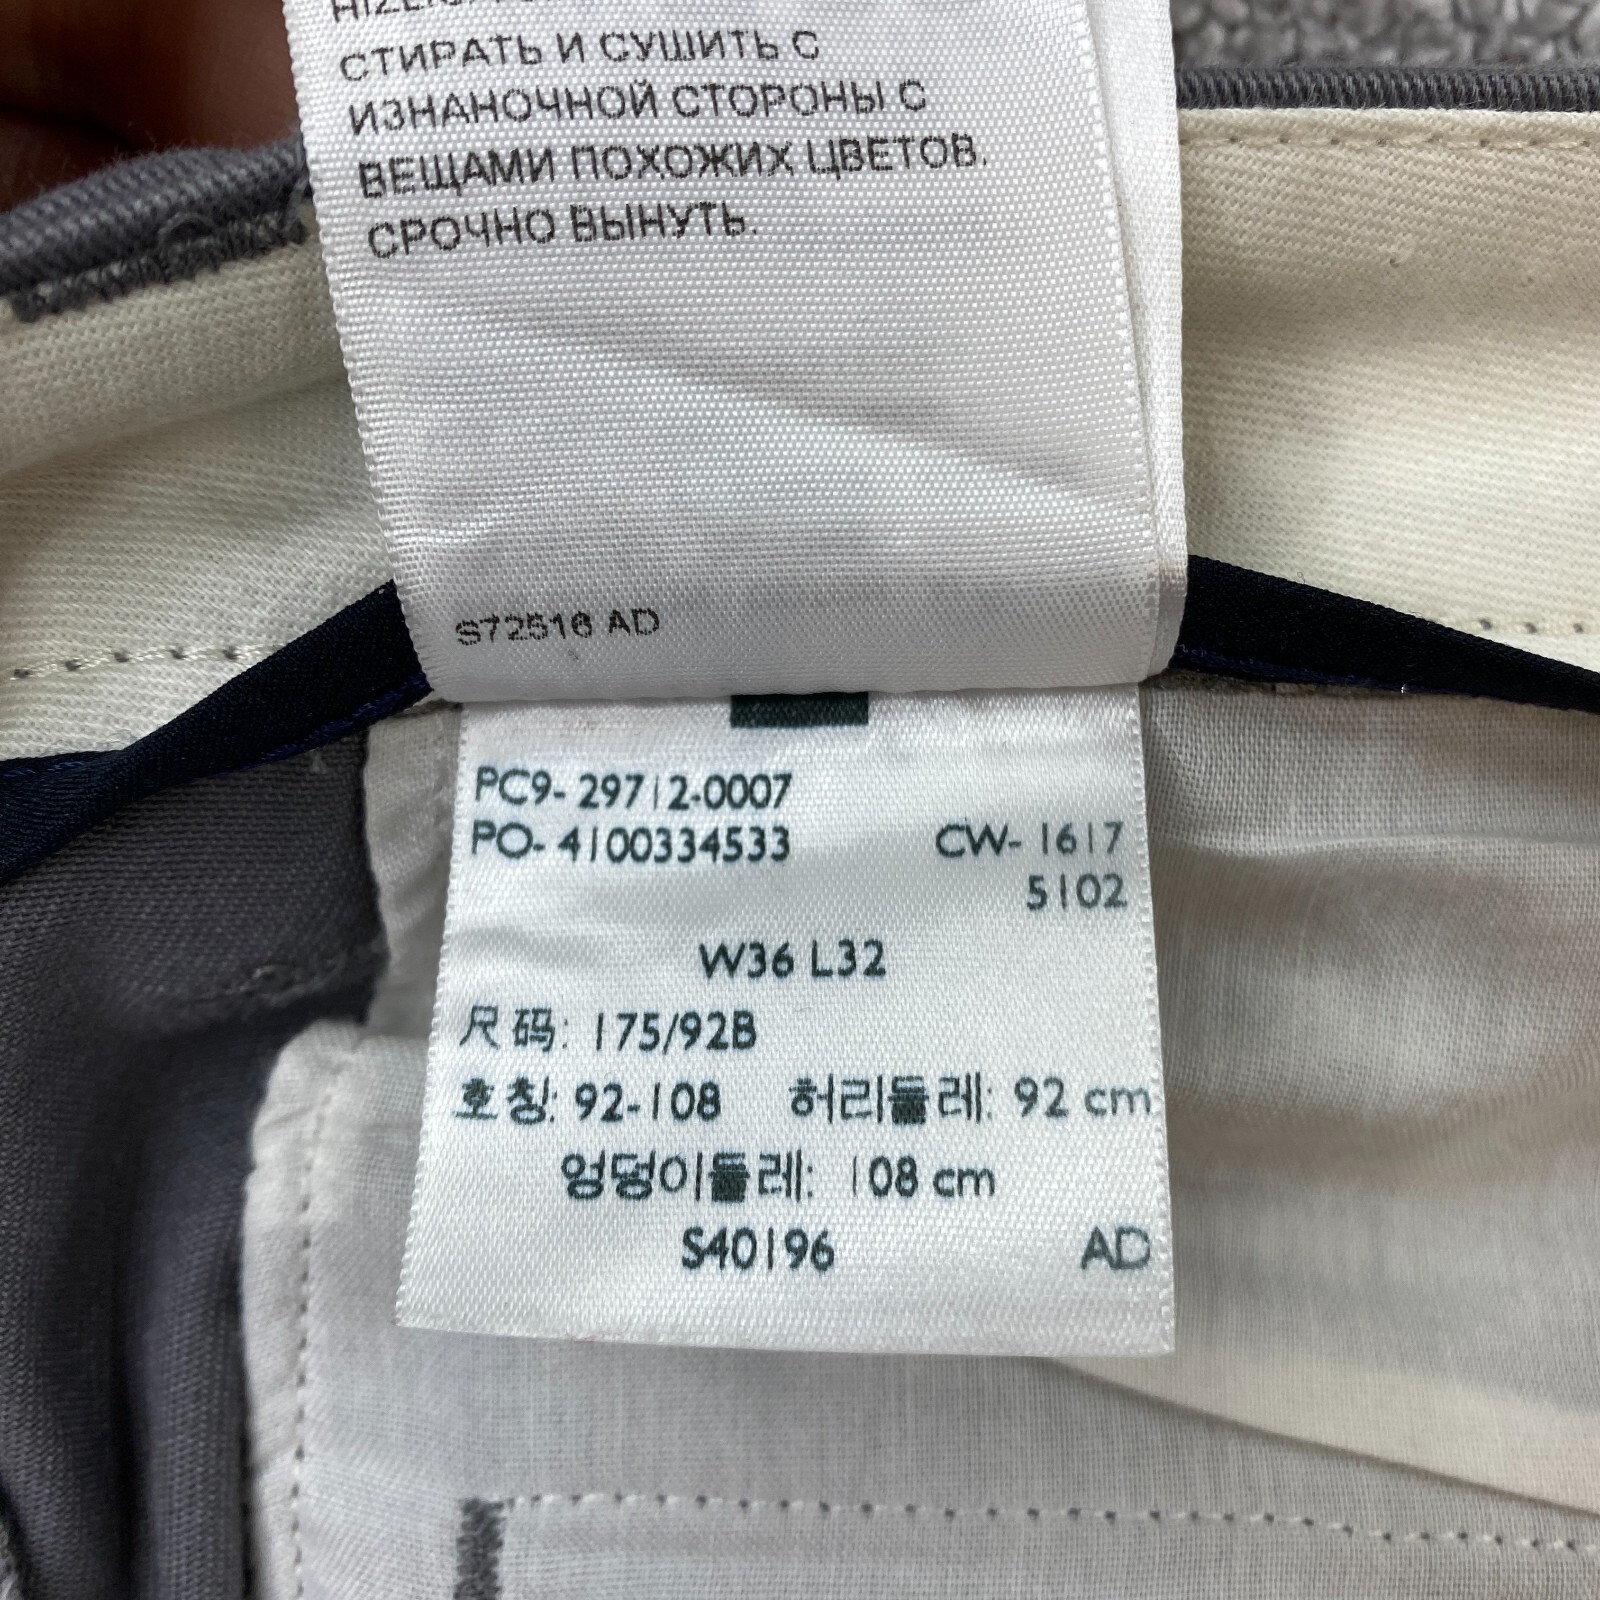 СТИРАТЬ И СУШИТЬ С
ИЗНАНОЧНОЙ СТОРОНЫ С
ВЕЩАМИ ПОХОЖИХ ЦВЕТОВ.
СРОЧНО ВЫНУТЬ.
S72516 AD
PC9- 29712-0007
PO- 4100334533 CW- 1617
5102
W36 L32
尺码: 175/92B
호칭: 92-108 허리둘레: 92 cm
엉덩이둘레: 108 cm
S40196 AD